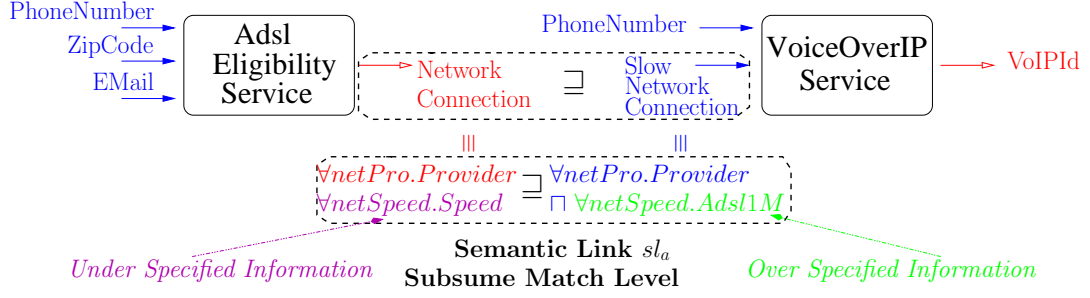 PhoneNumber
ZipCode
EMail
Adsl
Eligibility
Service
Network
Connection
⊒
PhoneNumber
Slow
Network
Connection
VoiceOverIP
Service
VoIPId
≡ ≡
∀netPro.Provider ⊒ ∀netPro.Provider
∀netSpeed.Speed ⊓ ∀netSpeed.Adsl1M
Under Specified Information
Semantic Link sl_a
Subsume Match Level
Over Specified Information